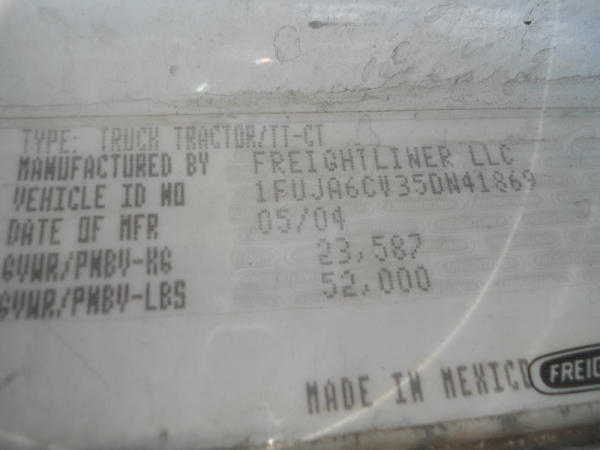 TYPE: TRUCK TRACTOR/TT-CT
MANUFACTURED BY FREIGHTLINER LLC
VEHICLE ID NO 1FUJA6CV35DN41869
DATE OF MFR 05/04
GVWR/PNBV-KG 23,587
GVWR/PNBV-LBS 52,000
MADE IN MEXICO FREIG